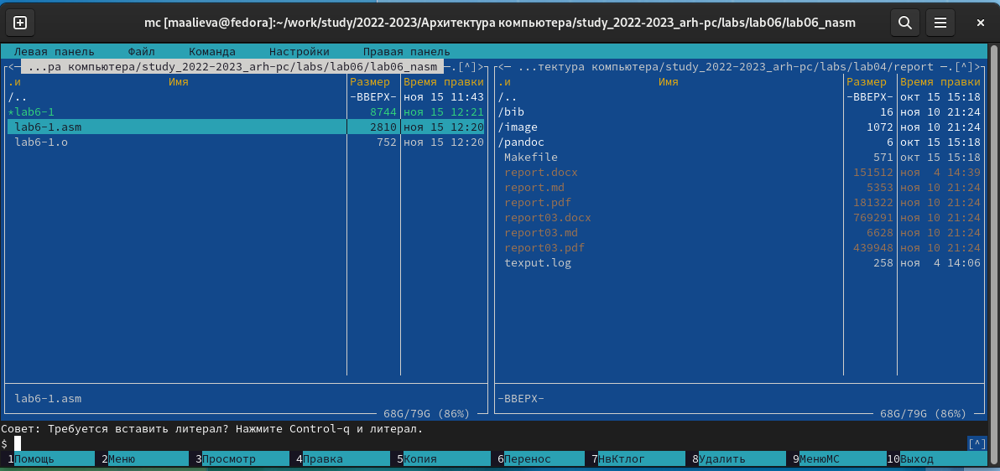 mc [maalieva@fedora]:~/work/study/2022-2023/Архитектура компьютера/study_2022-2023_arh-pc/labs/lab06/lab06_nasm
Левая панель Файл Команда Настройки Правая панель
<— ...ра компьютера/study_2022-2023_arh-pc/labs/lab06/lab06_nasm —.[^]>
.и Имя Размер Время правки
/.. -ВВЕРХ- ноя 15 11:43
*lab6-1 8744 ноя 15 12:21
lab6-1.asm 2810 ноя 15 12:20
lab6-1.o 752 ноя 15 12:20
lab6-1.asm
68G/79G (86%)
<— ...тектура компьютера/study_2022-2023_arh-pc/labs/lab04/report —.[^]>
.и Имя Размер Время правки
/.. -ВВЕРХ- окт 15 15:18
/bib 16 ноя 10 21:24
/image 1072 ноя 10 21:24
/pandoc 6 окт 15 15:18
Makefile 571 окт 15 15:18
report.docx 151512 ноя 4 14:39
report.md 5353 ноя 10 21:24
report.pdf 181322 ноя 10 21:24
report03.docx 769291 ноя 10 21:24
report03.md 6628 ноя 10 21:24
report03.pdf 439948 ноя 10 21:24
texput.log 258 ноя 4 14:06
-ВВЕРХ-
68G/79G (86%)
Совет: Требуется вставить литерал? Нажмите Control-q и литерал.
$ [^]
1Помощь 2Меню 3Просмотр 4Правка 5Копия 6Перенос 7НвКтлог 8Удалить 9МенюМС 10Выход